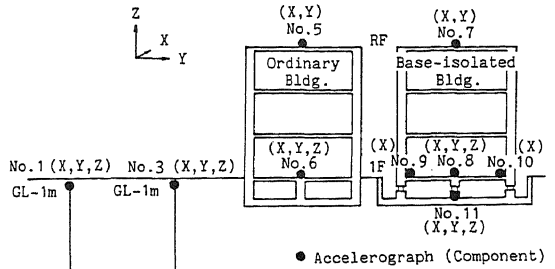 Z
X
Y
(X,Y)
No.5
RF
(X,Y)
No.7
Ordinary
Bldg.
Base-isolated
Bldg.
No.1 (X,Y,Z)
GL-1m
No.3 (X,Y,Z)
GL-1m
(X,Y,Z)
No.6
1F
(X)
No.9
(X,Y,Z)
No.8
(X)
No.10
No.11
(X,Y,Z)
● Accelerograph (Component)